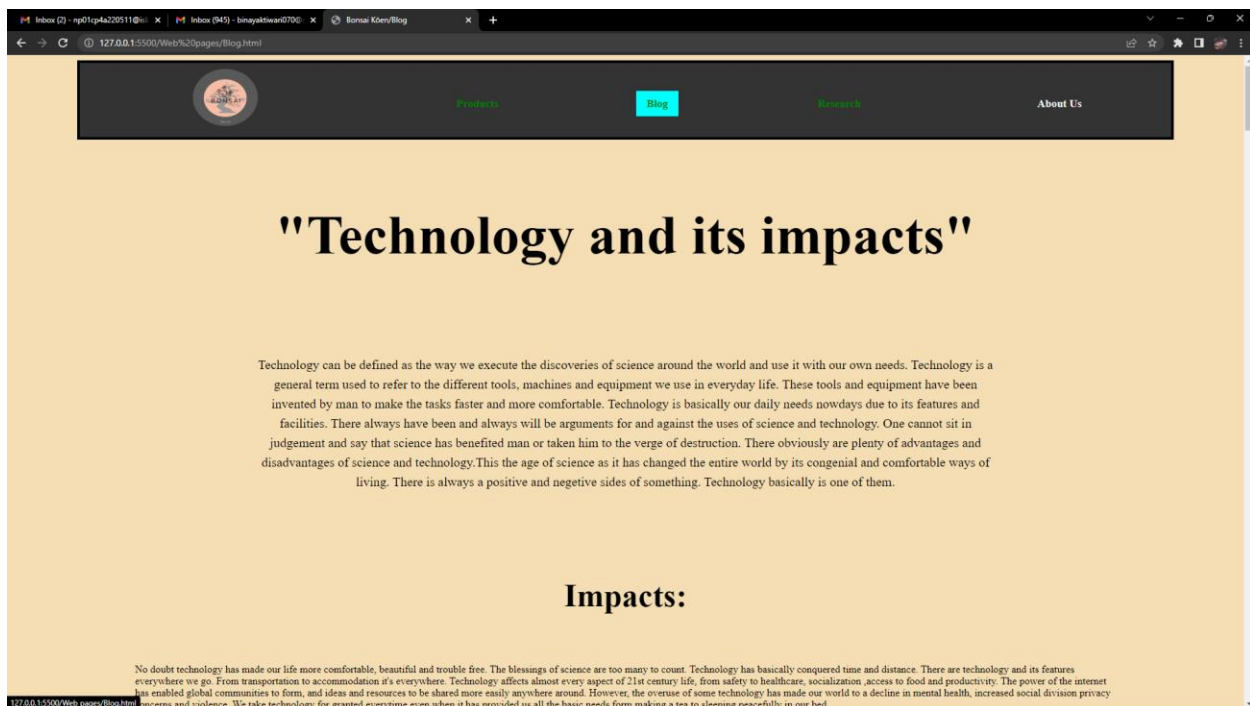 Inbox (2) - np01cp4a220511@isl
Inbox (945) - binayaktiwari070@
Bonsai Kōen/Blog
127.0.0.1:5500/Web%20pages/Blog.html
BONSAI
Products
Blog
Research
About Us
"Technology and its impacts"
Technology can be defined as the way we execute the discoveries of science around the world and use it with our own needs. Technology is a
general term used to refer to the different tools, machines and equipment we use in everyday life. These tools and equipment have been
invented by man to make the tasks faster and more comfortable. Technology is basically our daily needs nowdays due to its features and
facilities. There always have been and always will be arguments for and against the uses of science and technology. One cannot sit in
judgement and say that science has benefited man or taken him to the verge of destruction. There obviously are plenty of advantages and
disadvantages of science and technology.This the age of science as it has changed the entire world by its congenial and comfortable ways of
living. There is always a positive and negetive sides of something. Technology basically is one of them.
Impacts:
No doubt technology has made our life more comfortable, beautiful and trouble free. The blessings of science are too many to count. Technology has basically conquered time and distance. There are technology and its features
everywhere we go. From transportation to accommodation it's everywhere. Technology affects almost every aspect of 21st century life, from safety to healthcare, socialization ,access to food and productivity. The power of the internet
has enabled global communities to form, and ideas and resources to be shared more easily anywhere around. However, the overuse of some technology has made our world to a decline in mental health, increased social division privacy
concerns and violence. We take technology for granted everytime even when it has provided us all the basic needs form making a tea to sleeping peacefully in our bed.
127.0.0.1:5500/Web pages/Blog.html